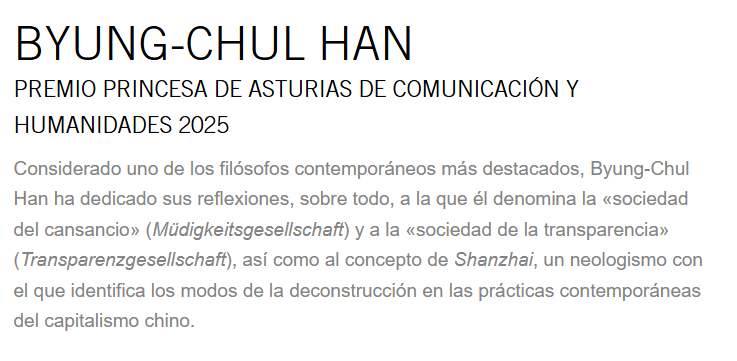 BYUNG-CHUL HAN
PREMIO PRINCESA DE ASTURIAS DE COMUNICACIÓN Y
HUMANIDADES 2025
Considerado uno de los filósofos contemporáneos más destacados, Byung-Chul
Han ha dedicado sus reflexiones, sobre todo, a la que él denomina la «sociedad
del cansancio» (Müdigkeitsgesellschaft) y a la «sociedad de la transparencia»
(Transparenzgesellschaft), así como al concepto de Shanzhai, un neologismo con
el que identifica los modos de la deconstrucción en las prácticas contemporáneas
del capitalismo chino.